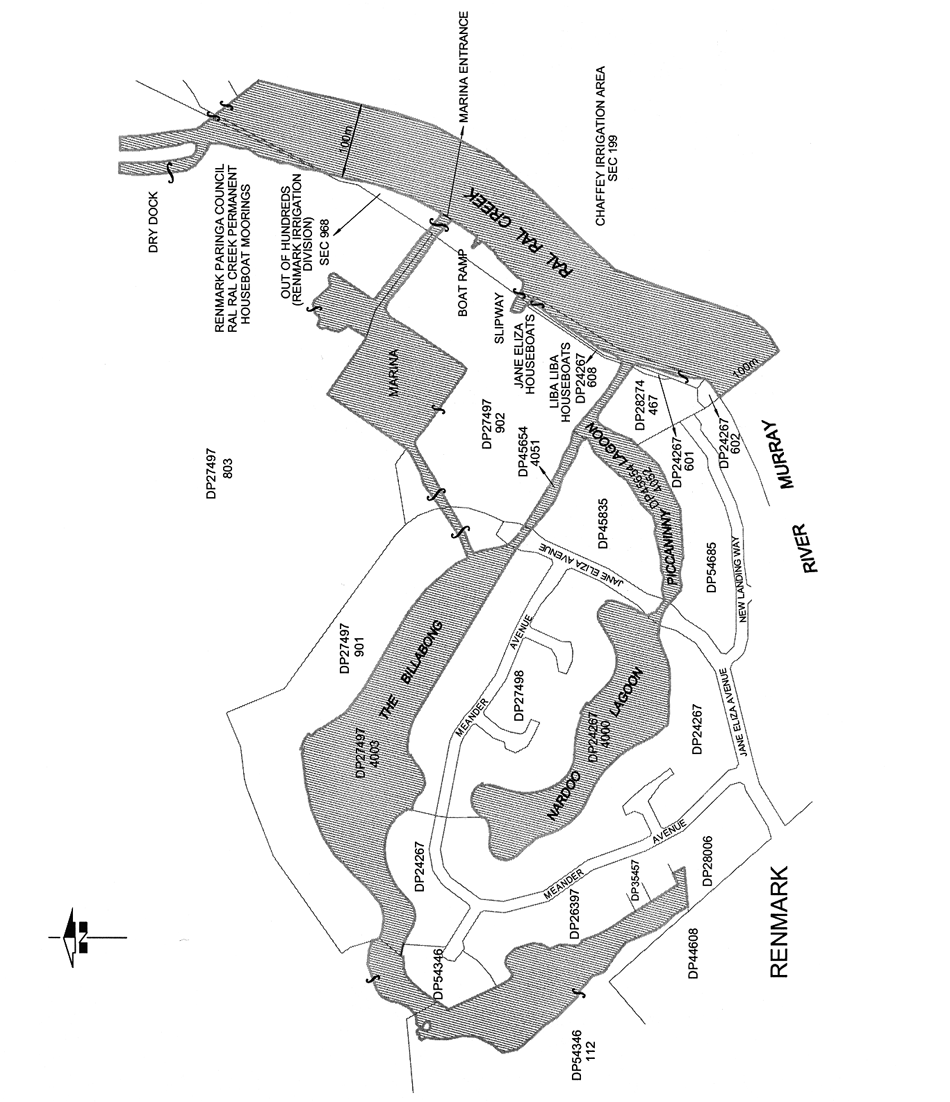 MARINA ENTRANCE
CHAFFEY IRRIGATION AREA
SEC 199
100m
DRY DOCK
RENMARK PARINGA COUNCIL
RAL RAL CREEK PERMANENT
HOUSEBOAT MOORINGS
OUT OF HUNDREDS
(RENMARK IRRIGATION
DIVISION)
SEC 968
RAL RAL CREEK
BOAT RAMP
SLIPWAY
JANE ELIZA
HOUSEBOATS
LIBA LIBA
HOUSEBOATS
DP24267
608
MARINA
DP27497
902
DP45654
4051
DP28274
467
100m
DP24267
601
DP24267
602
MURRAY
RIVER
DP27497
803
PICCANINNY LAGOON
DP45654
4052
DP45835
DP54685
NEW LANDING WAY
JANE ELIZA AVENUE
DP27497
901
THE BILLABONG
DP27497
4003
MEANDER AVENUE
DP27498
NARDOO LAGOON
DP24267
4000
DP24267
JANE ELIZA AVENUE
DP24267
MEANDER AVENUE
DP35457
DP28006
DP26397
DP54346
DP44608
DP54346
112
RENMARK
N